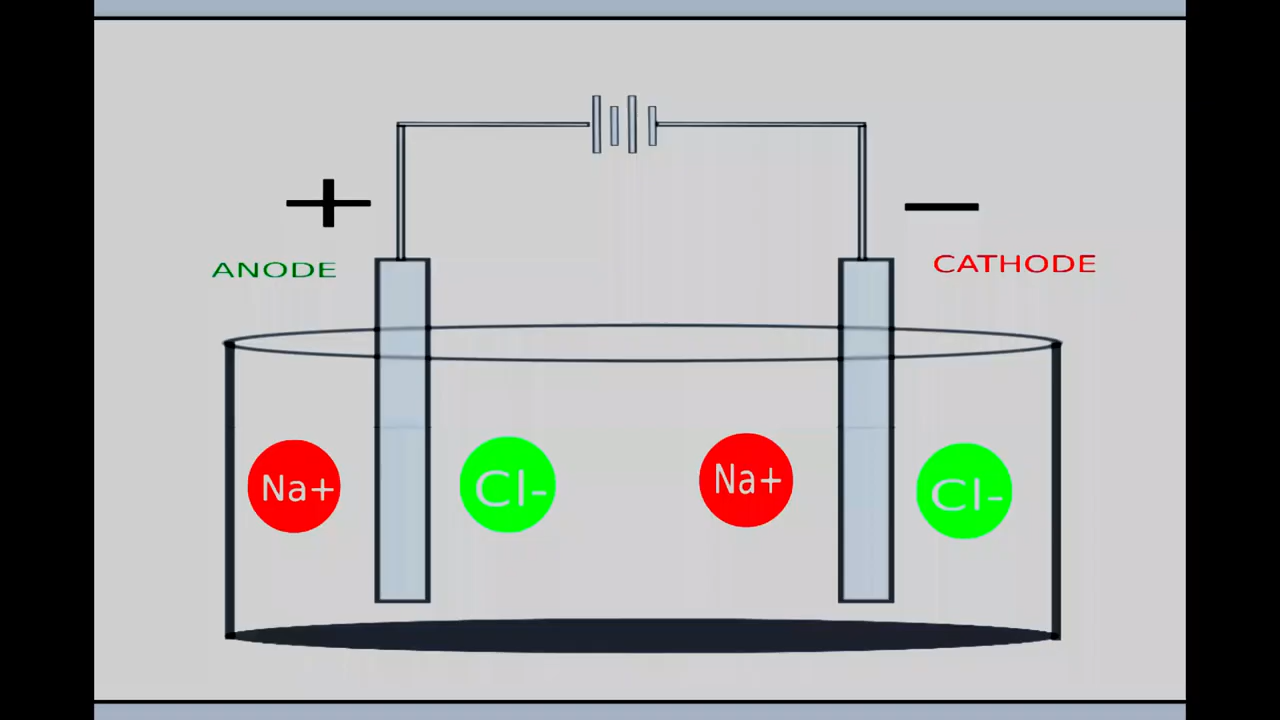 +
−
ANODE
CATHODE
Na+
Cl-
Na+
Cl-